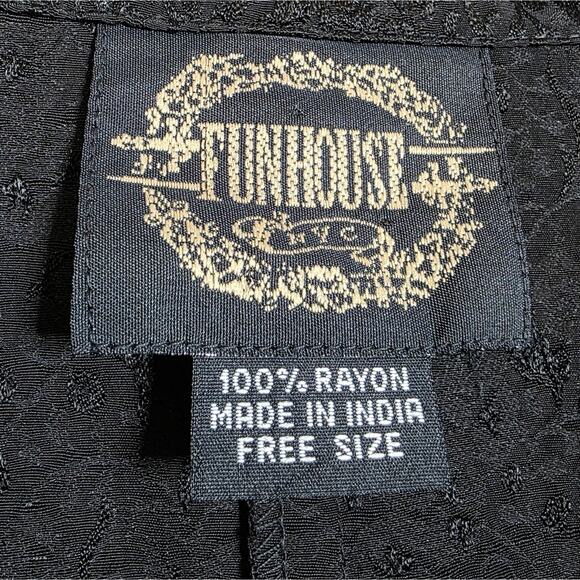 FUNHOUSE
NYC
100% RAYON
MADE IN INDIA
FREE SIZE